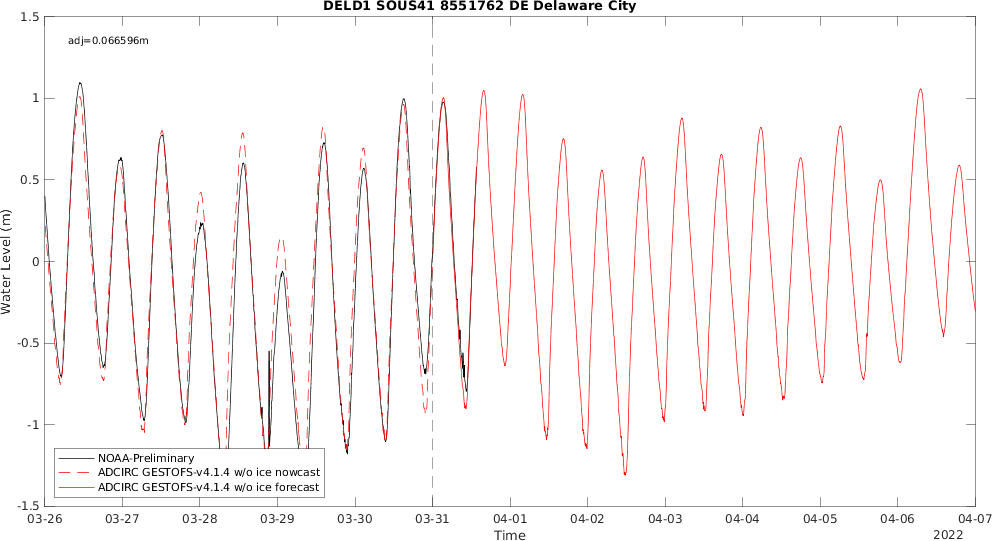 DELD1 SOUS41 8551762 DE Delaware City
adj=0.066596m
1.5
1
0.5
0
-0.5
-1
-1.5
Water Level (m)
NOAA-Preliminary
ADCIRC GESTOFS-v4.1.4 w/o ice nowcast
ADCIRC GESTOFS-v4.1.4 w/o ice forecast
03-26 03-27 03-28 03-29 03-30 03-31 04-01 04-02 04-03 04-04 04-05 04-06 04-07
Time
2022